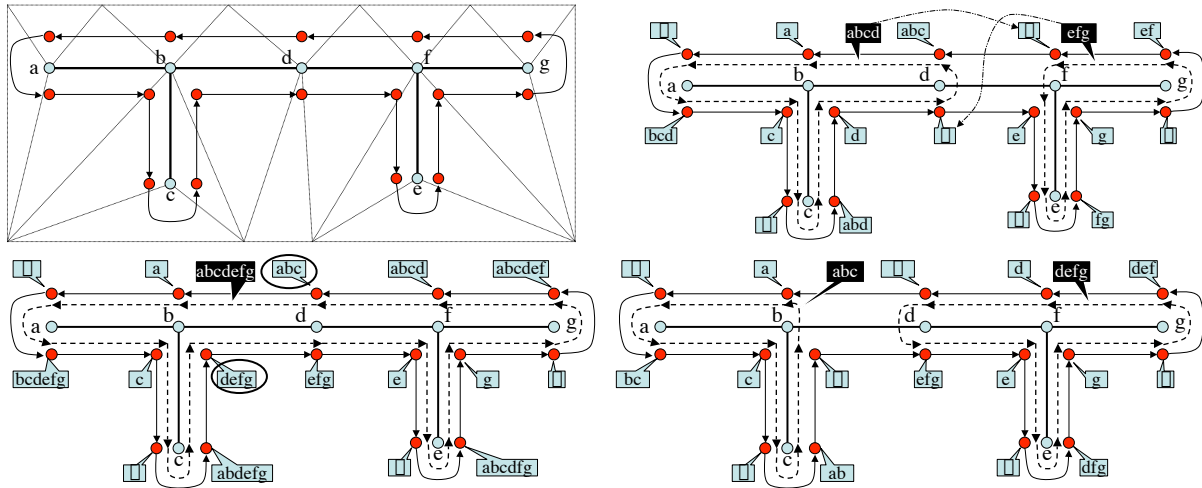 b d f
a g
c e
abcd efg
□ a abc □ ef
b d f
a g
bcd c d □ e g □
c e
□ abd □ fg
abcdefg abc
□ a abcd abcdef
b d f
a g
bcdefg c defg efg e g □
c e
□ abdefg □ abcdfg
abc defg
□ d def
a
b d f
a g
bc c □ efg e g □
c e
□ ab □ dfg